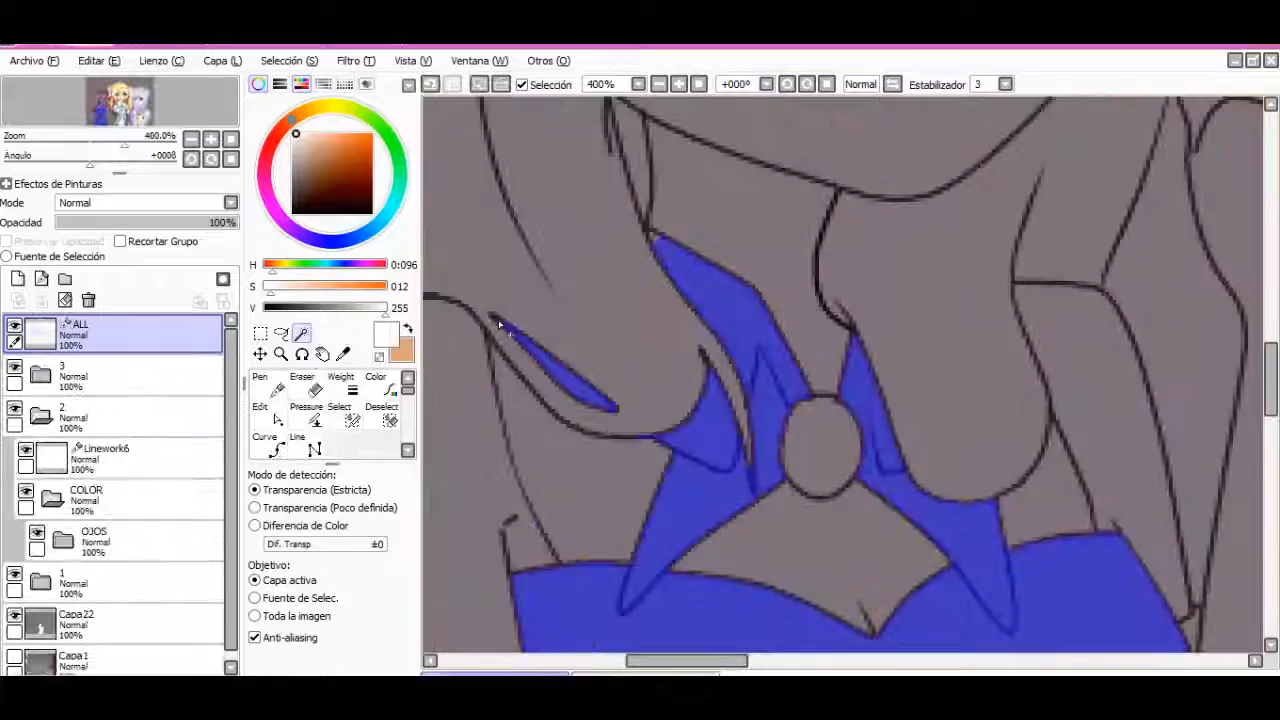 Archivo (F) Editar (E) Lienzo (C) Capa (L) Selección (S) Filtro (T) Vista (V) Ventana (W) Otros (O)
Selección 400% +000º Normal Estabilizador 3
Zoom 400.0%
Ángulo +000ª
Efectos de Pinturas
Mode Normal
Opacidad 100%
Preservar Opacidad Recortar Grupo
Fuente de Selección
ALL
Normal
100%
3
Normal
100%
2
Normal
100%
Linework6
Normal
100%
COLOR
Normal
100%
OJOS
Normal
100%
1
Normal
100%
Capa22
Normal
100%
Capa1
Normal
H 0:096
S 012
V 255
Pen Eraser Weight Color
Edit Pressure Select Deselect
Curve Line
Modo de detección:
Transparencia (Estricta)
Transparencia (Poco definida)
Diferencia de Color
Dif. Transp ±0
Objetivo:
Capa activa
Fuente de Selec.
Toda la imagen
Anti-aliasing